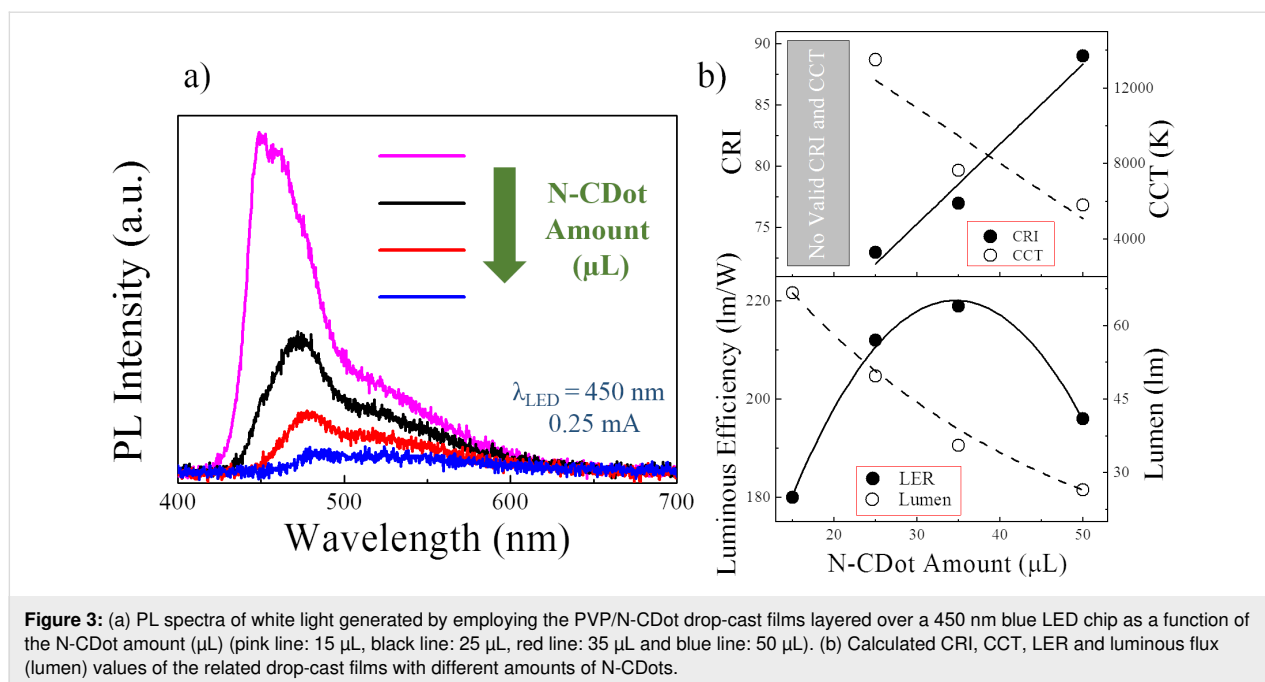 a)
PL Intensity (a.u.)
N-CDot
Amount
(μL)
λLED = 450 nm
0.25 mA
400
500
600
700
Wavelength (nm)
b)
90
85
80
75
CRI
No Valid CRI and CCT
12000
8000
4000
CCT (K)
CRI
CCT
220
200
180
Luminous Efficiency (lm/W)
60
45
30
Lumen (lm)
LER
Lumen
20
30
40
50
N-CDot Amount (μL)
Figure 3: (a) PL spectra of white light generated by employing the PVP/N-CDot drop-cast films layered over a 450 nm blue LED chip as a function of
the N-CDot amount (μL) (pink line: 15 μL, black line: 25 μL, red line: 35 μL and blue line: 50 μL). (b) Calculated CRI, CCT, LER and luminous flux
(lumen) values of the related drop-cast films with different amounts of N-CDots.